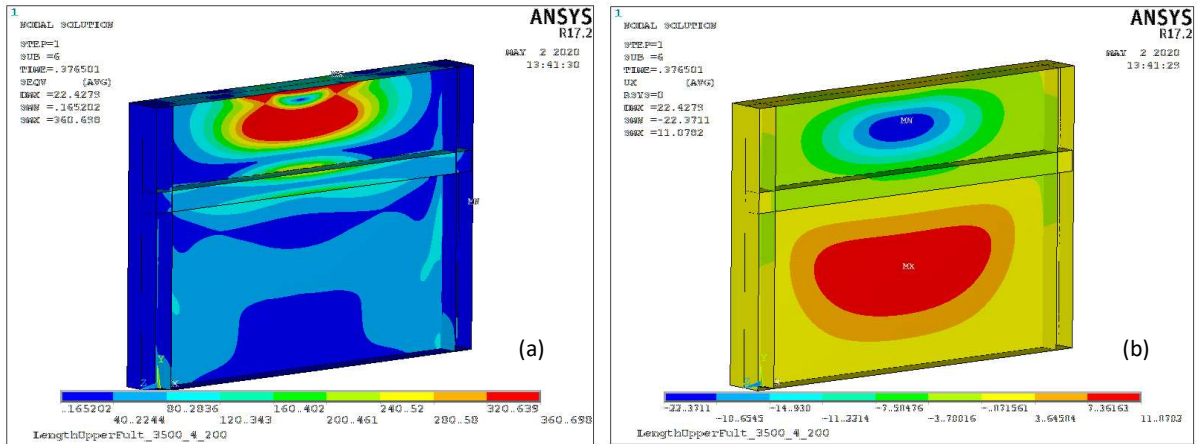 1
NODAL SOLUTION
STEP=1
SUB =6
TIME=.376501
SEQV (AVG)
DMX =22.4279
SMN =.165202
SMX =360.698
ANSYS
R17.2
MAY 2 2020
13:41:30
MX
MN
Y
Z X
(a)
.165202 80.2836 160.402 240.52 320.639
40.2244 120.343 200.461 280.58 360.698
LengthUpperFult_3500_4_200
1
NODAL SOLUTION
STEP=1
SUB =6
TIME=.376501
UX (AVG)
RSYS=0
DMX =22.4279
SMN =-22.3711
SMX =11.0782
ANSYS
R17.2
MAY 2 2020
13:41:29
MN
MX
Y
Z X
(b)
-22.3711 -14.938 -7.50476 -.071561 7.36163
-18.6545 -11.2214 -3.78816 3.64504 11.0782
LengthUpperFult_3500_4_200